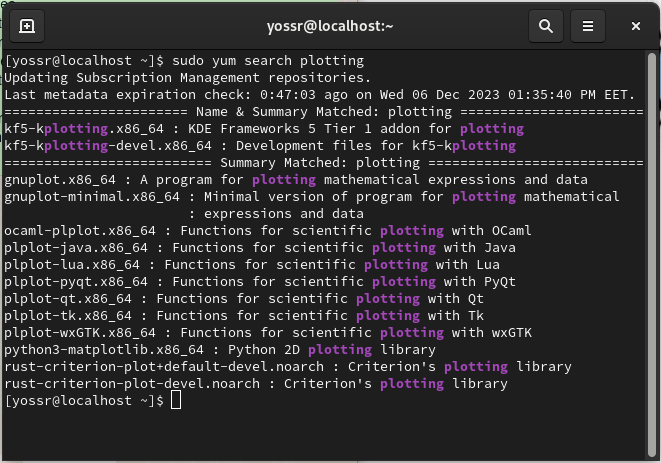 yossr@localhost:~
[yossr@localhost ~]$ sudo yum search plotting
Updating Subscription Management repositories.
Last metadata expiration check: 0:47:03 ago on Wed 06 Dec 2023 01:35:40 PM EET.
======================= Name & Summary Matched: plotting =======================
kf5-kplotting.x86_64 : KDE Frameworks 5 Tier 1 addon for plotting
kf5-kplotting-devel.x86_64 : Development files for kf5-kplotting
========================== Summary Matched: plotting ===========================
gnuplot.x86_64 : A program for plotting mathematical expressions and data
gnuplot-minimal.x86_64 : Minimal version of program for plotting mathematical
                       : expressions and data
ocaml-plplot.x86_64 : Functions for scientific plotting with OCaml
plplot-java.x86_64 : Functions for scientific plotting with Java
plplot-lua.x86_64 : Functions for scientific plotting with Lua
plplot-pyqt.x86_64 : Functions for scientific plotting with PyQt
plplot-qt.x86_64 : Functions for scientific plotting with Qt
plplot-tk.x86_64 : Functions for scientific plotting with Tk
plplot-wxGTK.x86_64 : Functions for scientific plotting with wxGTK
python3-matplotlib.x86_64 : Python 2D plotting library
rust-criterion-plot+default-devel.noarch : Criterion's plotting library
rust-criterion-plot-devel.noarch : Criterion's plotting library
[yossr@localhost ~]$